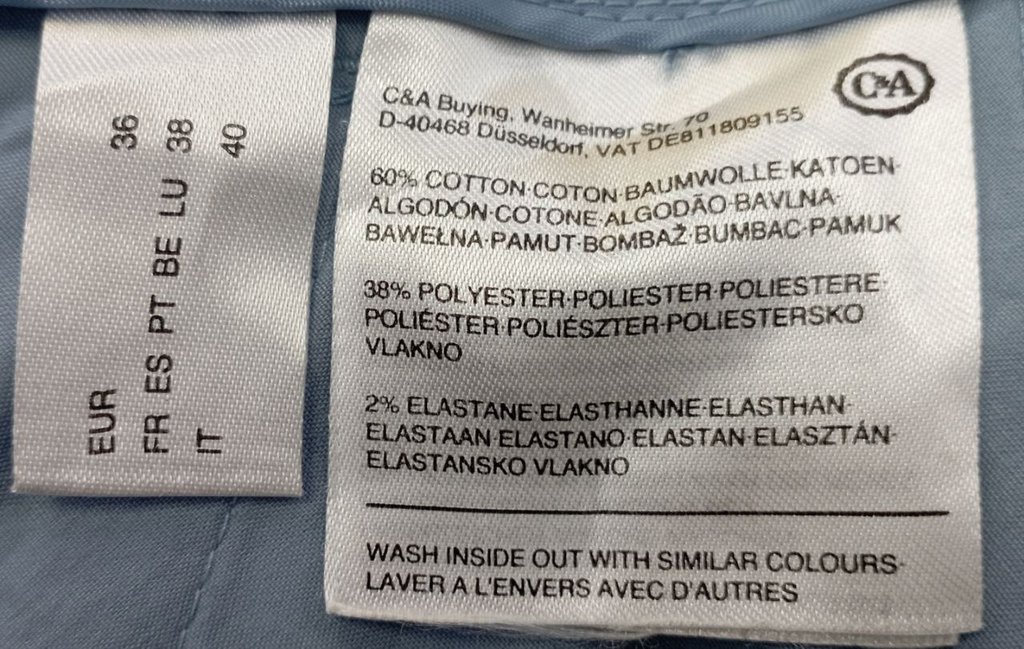 EUR 36
FR ES PT BE LU 38
IT 40
C&A
C&A Buying, Wanheimer Str. 70
D-40468 Düsseldorf, VAT DE811809155
60% COTTON·COTON·BAUMWOLLE·KATOEN·
ALGODÓN·COTONE·ALGODÃO·BAVLNA·
BAWEŁNA·PAMUT·BOMBAŽ·BUMBAC·PAMUK
38% POLYESTER·POLIESTER·POLIESTERE·
POLIÉSTER·POLIÉSZTER·POLIESTERSKO
VLAKNO
2% ELASTANE·ELASTHANNE·ELASTHAN·
ELASTAAN·ELASTANO·ELASTAN·ELASZTÁN·
ELASTANSKO VLAKNO
WASH INSIDE OUT WITH SIMILAR COLOURS·
LAVER A L'ENVERS AVEC D'AUTRES